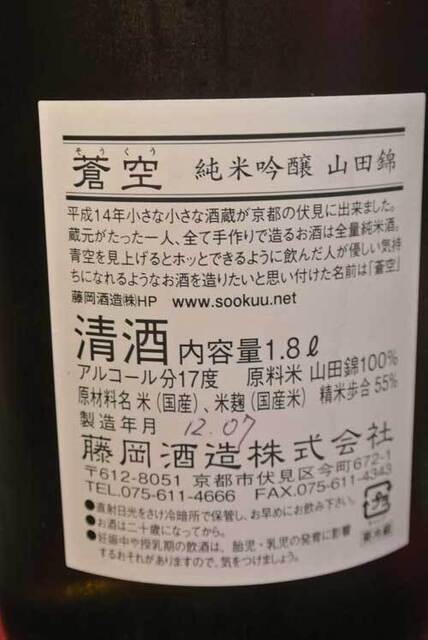 そうくう
蒼空 純米吟醸 山田錦
平成14年小さな小さな酒蔵が京都の伏見に出来ました。
蔵元がたった一人、全て手作りで造るお酒は全量純米酒。
青空を見上げるとホッとできるように飲んだ人が優しい気持
ちになれるようなお酒を造りたいと思い付けた名前は「蒼空」
藤岡酒造㈱HP www.sookuu.net
清酒 内容量1.8ℓ
アルコール分17度 原料米 山田錦100%
原材料名 米(国産)、米麹(国産米) 精米歩合 55%
製造年月 12.07
藤岡酒造株式会社
〒612-8051 京都市伏見区今町672-1
TEL.075-611-4666 FAX.075-611-4343
●直射日光をさけ冷暗所で保管し、お早めにお飲み下さい。
●お酒は二十歳になってから。
●妊娠中や授乳期の飲酒は、胎児・乳児の発育に影響
するおそれがありますので、気をつけましょう。